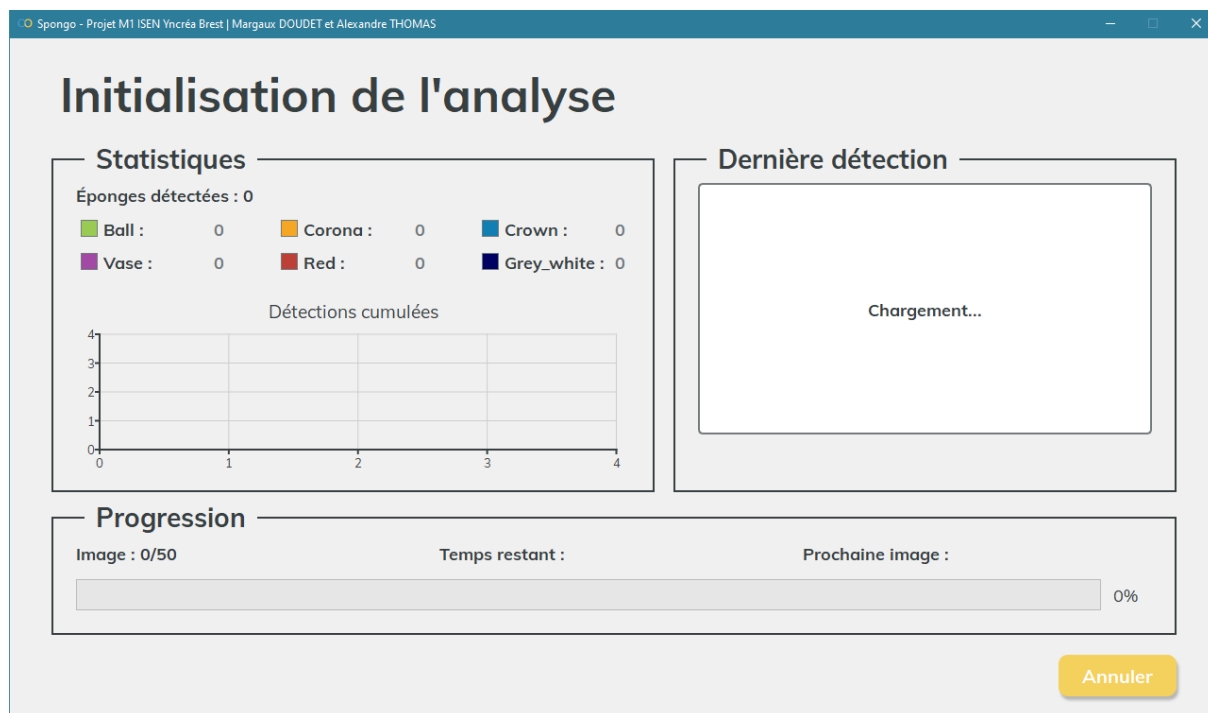 Spongo - Projet M1 ISEN Yncréa Brest | Margaux DOUDET et Alexandre THOMAS
Initialisation de l'analyse
Statistiques
Éponges détectées : 0
Ball : 0 Corona : 0 Crown : 0
Vase : 0 Red : 0 Grey_white : 0
Détections cumulées
4
3
2
1
0
0 1 2 3 4
Dernière détection
Chargement...
Progression
Image : 0/50 Temps restant : Prochaine image :
0%
Annuler